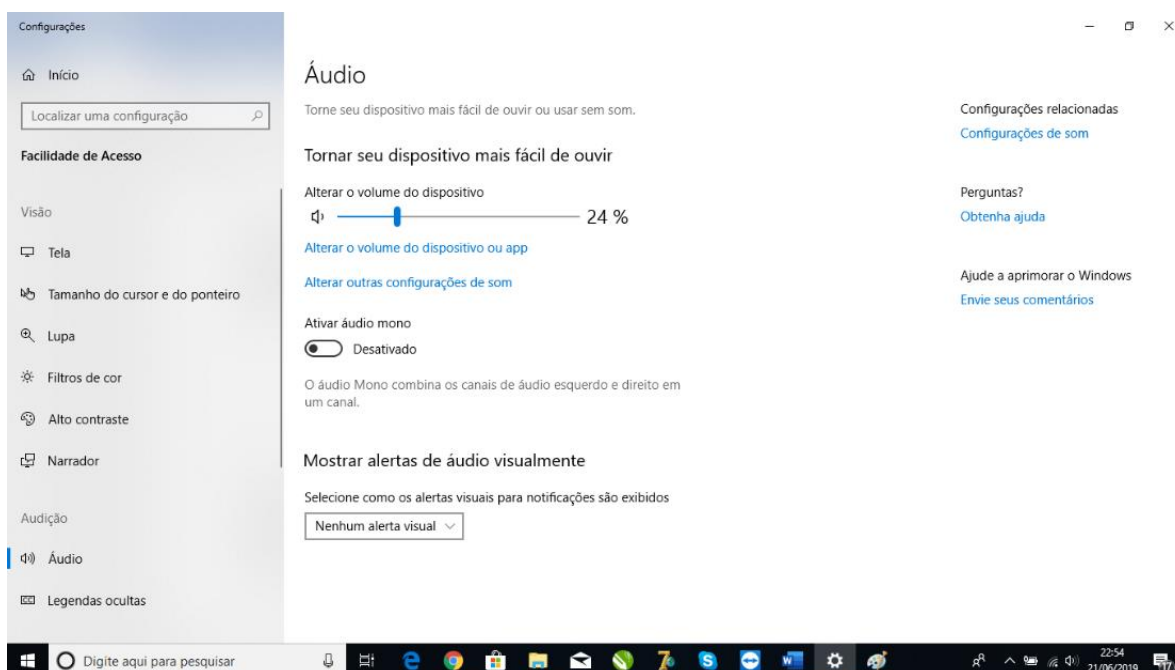 Configurações
Início
Localizar uma configuração
Facilidade de Acesso
Visão
Tela
Tamanho do cursor e do ponteiro
Lupa
Filtros de cor
Alto contraste
Narrador
Audição
Áudio
Legendas ocultas
Áudio
Torne seu dispositivo mais fácil de ouvir ou usar sem som.
Tornar seu dispositivo mais fácil de ouvir
Alterar o volume do dispositivo
24 %
Alterar o volume do dispositivo ou app
Alterar outras configurações de som
Ativar áudio mono
Desativado
O áudio Mono combina os canais de áudio esquerdo e direito em
um canal.
Mostrar alertas de áudio visualmente
Selecione como os alertas visuais para notificações são exibidos
Nenhum alerta visual
Configurações relacionadas
Configurações de som
Perguntas?
Obtenha ajuda
Ajude a aprimorar o Windows
Envie seus comentários
Digite aqui para pesquisar
22:54
21/06/2019